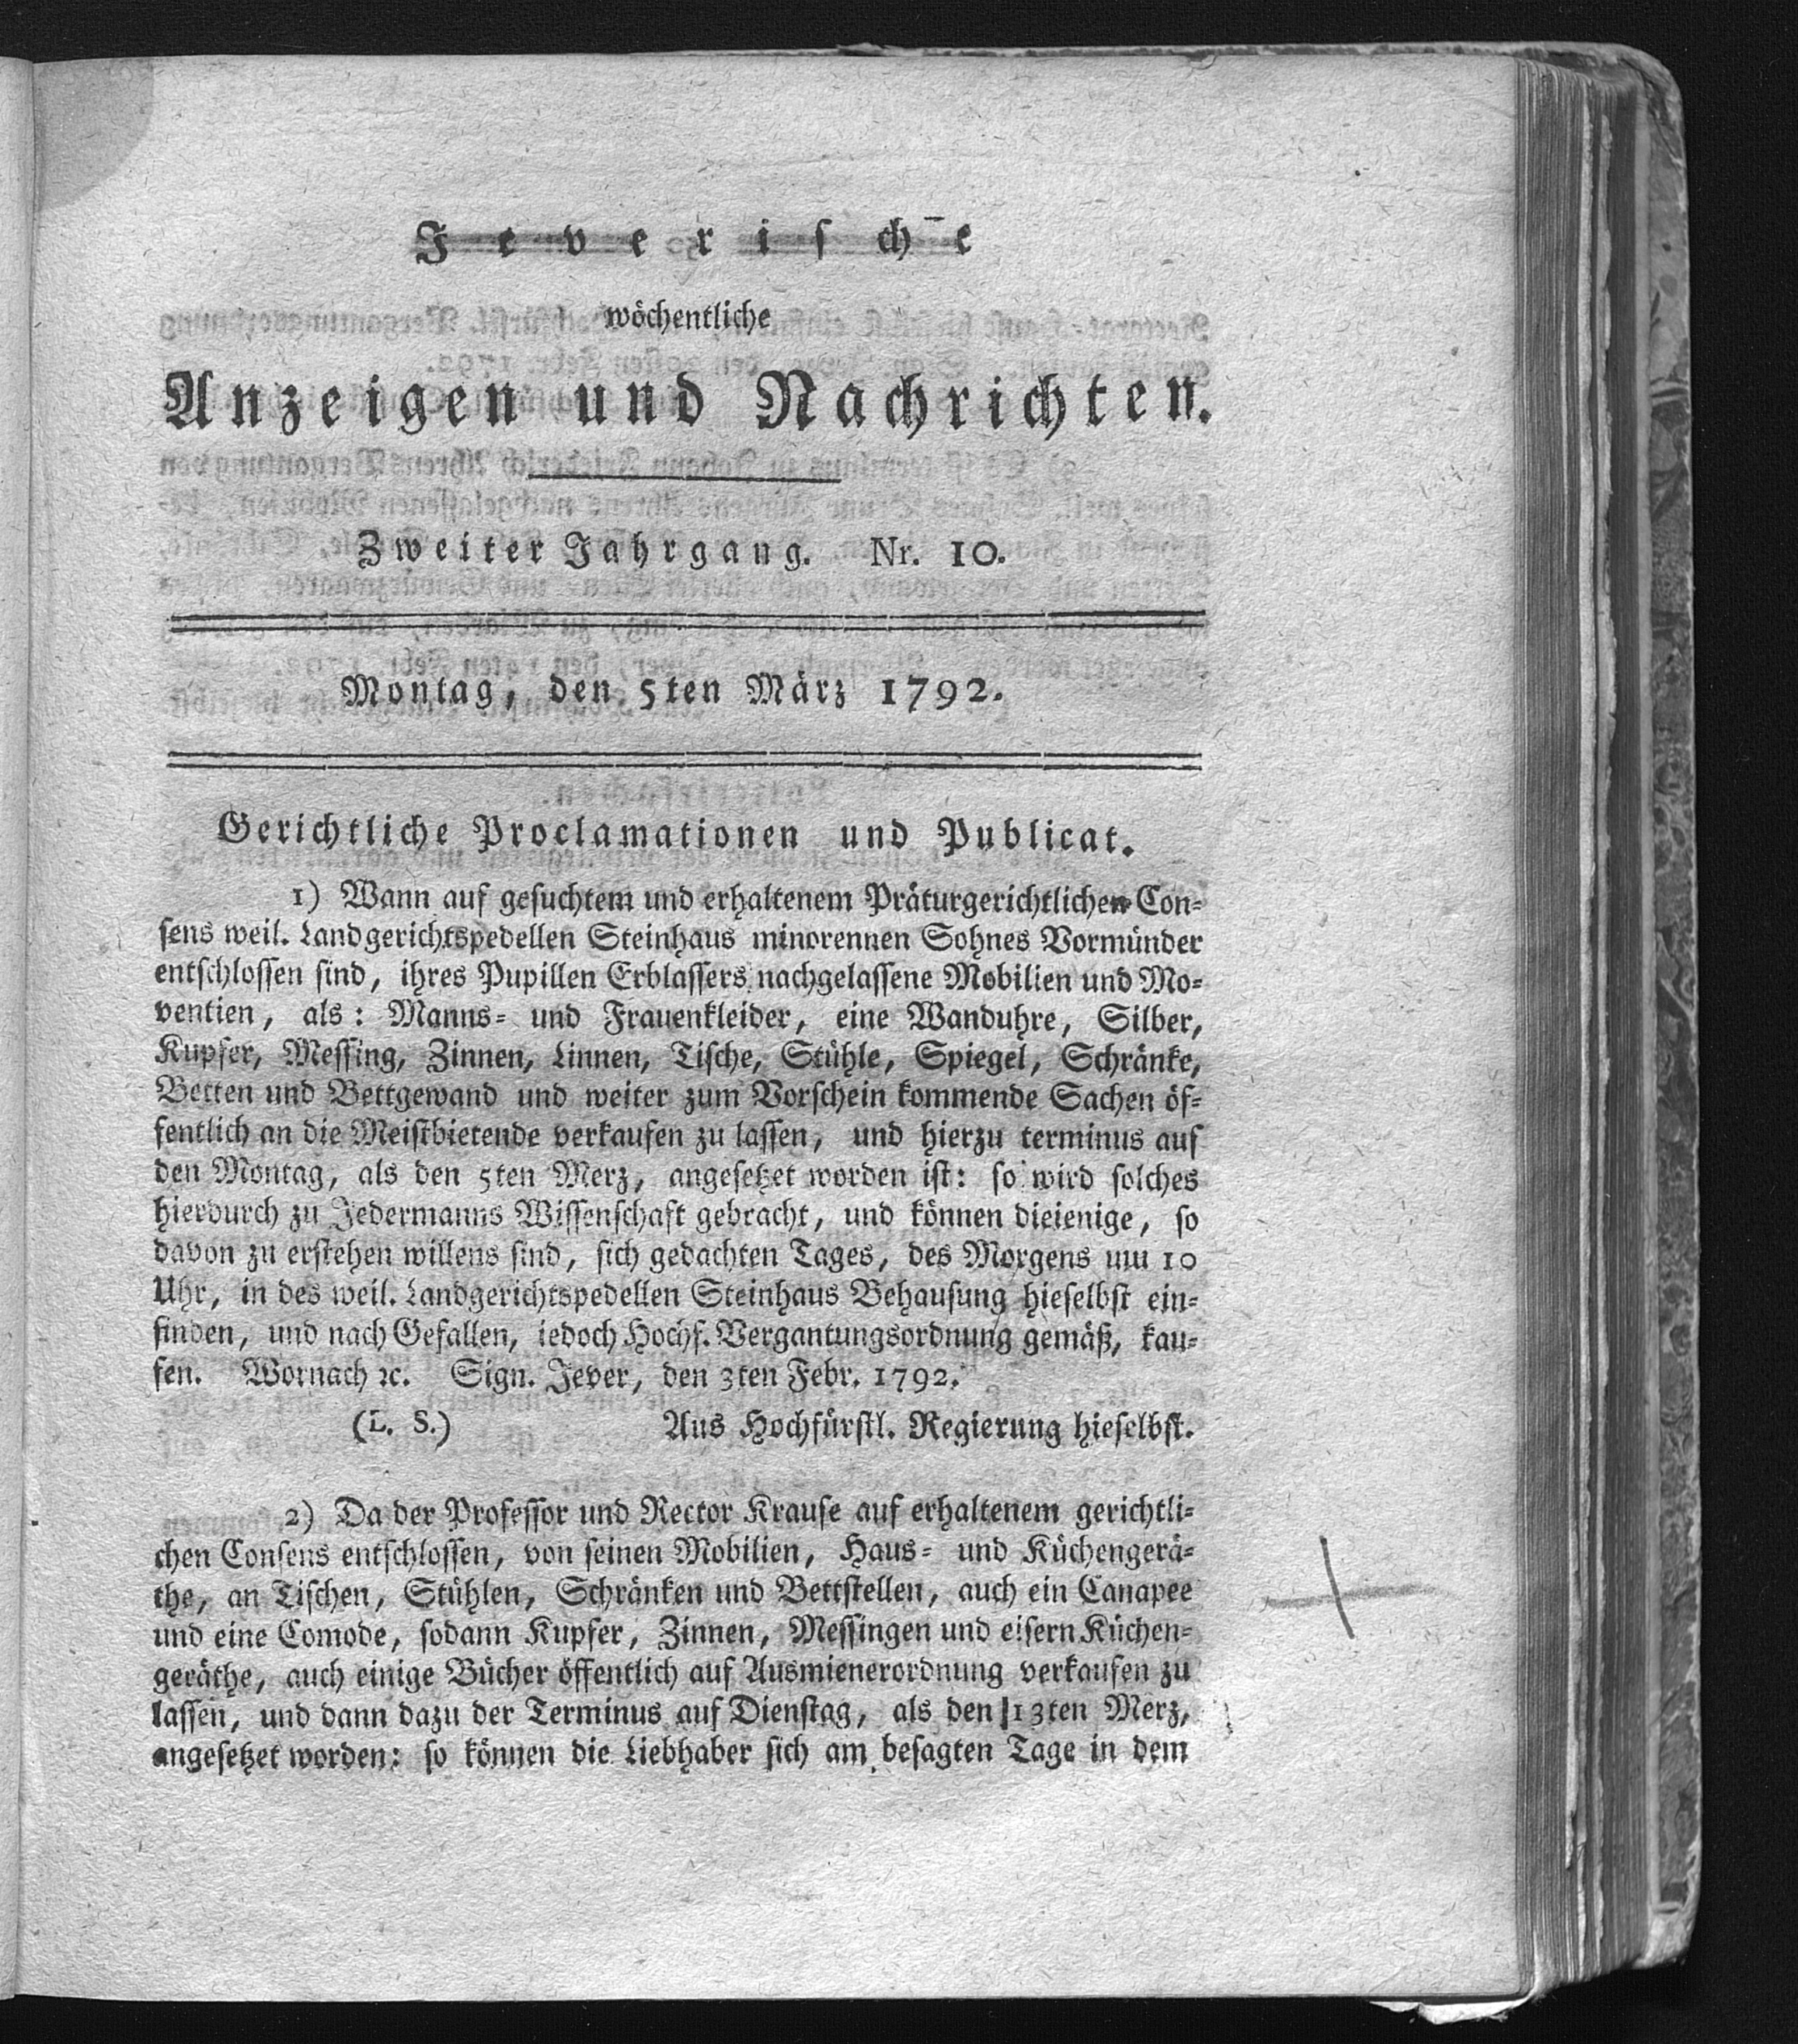 Jeverische
wöchentliche
Anzeigen und Nachrichten.
Zweiter Jahrgang. Nr. 10.
Montag, den 5ten März 1792.
Gerichtliche Proclamationen und Publicat.
1) Wann auf gesuchtem und erhaltenem Präturgerichtlichen Con-
sens weil. Landgerichtspedellen Steinhaus minorennen Sohnes Vormünder
entschlossen sind, ihres Pupillen Erblassers nachgelassene Mobilien und Mo-
ventien, als: Manns- und Frauenkleider, eine Wanduhre, Silber,
Kupfer, Messing, Zinnen, Linnen, Tische, Stühle, Spiegel, Schränke,
Betten und Bettgewand und weiter zum Vorschein kommende Sachen öf-
fentlich an die Meistbietende verkaufen zu lassen, und hierzu terminus auf
den Montag, als den 5ten Merz, angesetzet worden ist: so wird solches
hierdurch zu Jedermanns Wissenschaft gebracht, und können dieienige, so
davon zu erstehen willens sind, sich gedachten Tages, des Morgens um 10
Uhr, in des weil. Landgerichtspedellen Steinhaus Behausung hieselbst ein-
finden, und nach Gefallen, iedoch Hochf. Vergantungsordnung gemäß, kau-
fen. Wornach ꝛc. Sign. Jever, den 3ten Febr. 1792.
(L. S.) Aus Hochfürstl. Regierung hieselbst.
2) Da der Professor und Rector Krause auf erhaltenem gerichtli-
chen Consens entschlossen, von seinen Mobilien, Haus- und Küchengerä-
the, an Tischen, Stühlen, Schränken und Bettstellen, auch ein Canapee
und eine Comode, sodann Kupfer, Zinnen, Messingen und eisern Küchen-
geräthe, auch einige Bücher öffentlich auf Ausmienerordnung verkaufen zu
lassen, und dann dazu der Terminus auf Dienstag, als den 13ten Merz,
angesetzet worden: so können die Liebhaber sich am besagten Tage in dem